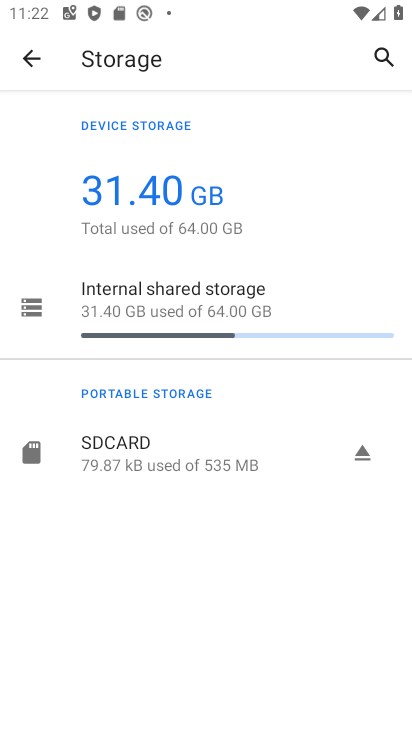 11:22
Storage
DEVICE STORAGE
31.40 GB
Total used of 64.00 GB
Internal shared storage
31.40 GB used of 64.00 GB
PORTABLE STORAGE
SDCARD
79.87 kB used of 535 MB